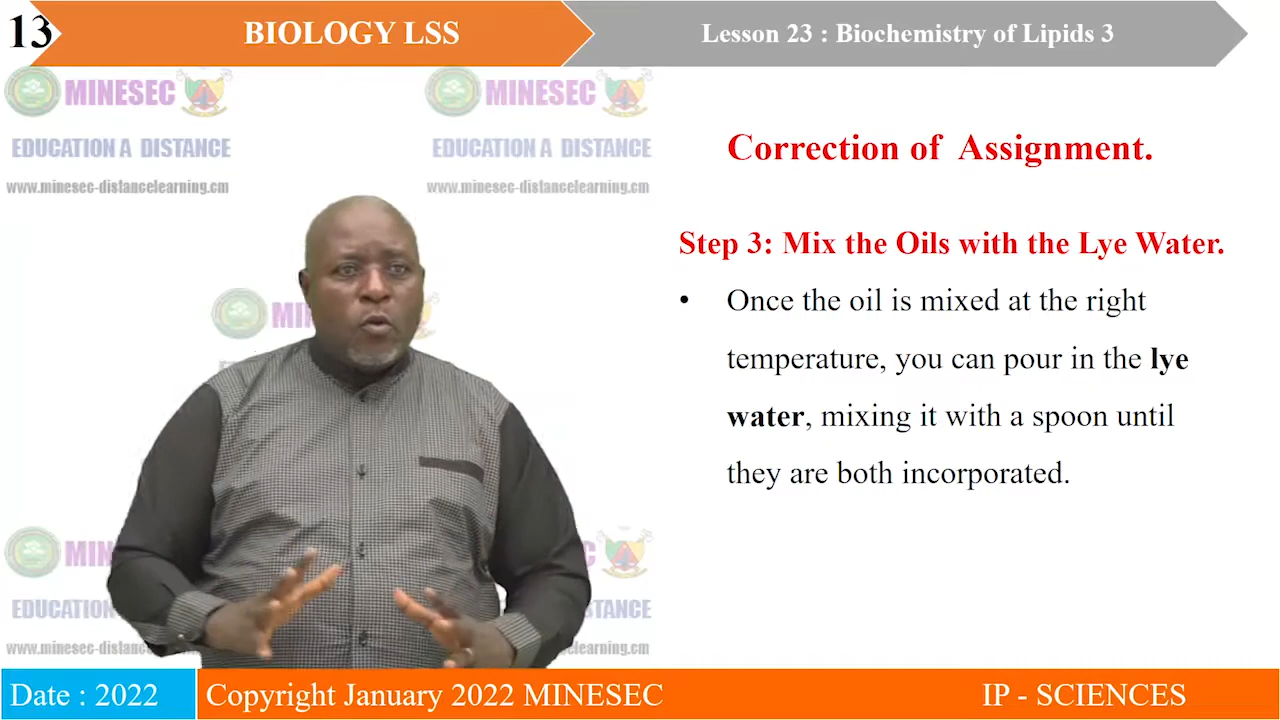 13
BIOLOGY LSS
Lesson 23 : Biochemistry of Lipids 3
MINESEC
MINESEC
EDUCATION A DISTANCE
EDUCATION A DISTANCE
www.minesec-distancelearning.cm
www.minesec-distancelearning.cm
Correction of Assignment.
Step 3: Mix the Oils with the Lye Water.
• Once the oil is mixed at the right
temperature, you can pour in the lye
water, mixing it with a spoon until
they are both incorporated.
Date : 2022
Copyright January 2022 MINESEC
IP - SCIENCES